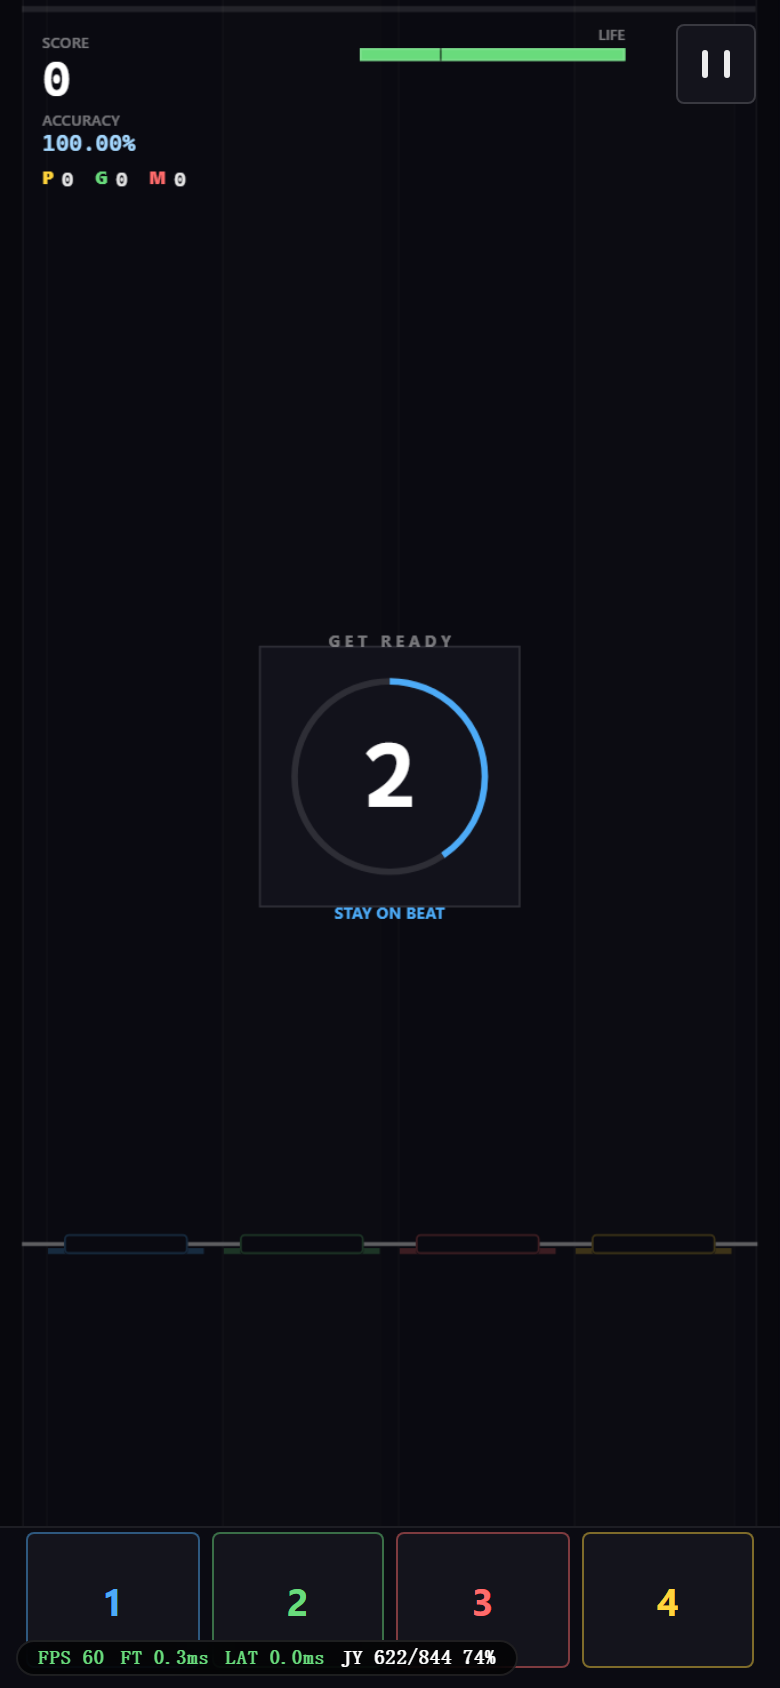 SCORE
0
LIFE
ACCURACY
100.00%
P 0 G 0 M 0
GET READY
2
STAY ON BEAT
1 2 3 4
FPS 60 FT 0.3ms LAT 0.0ms JY 622/844 74%